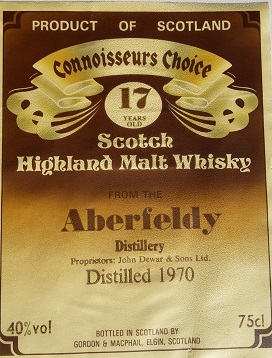 PRODUCT OF SCOTLAND
Connoisseurs Choice
17
YEARS
OLD
Scotch
Highland Malt Whisky
FROM THE
Aberfeldy
Distillery
Proprietors: John Dewar & Sons Ltd.
Distilled 1970
40%vol
75cl
BOTTLED IN SCOTLAND BY
GORDON & MACPHAIL, ELGIN, SCOTLAND